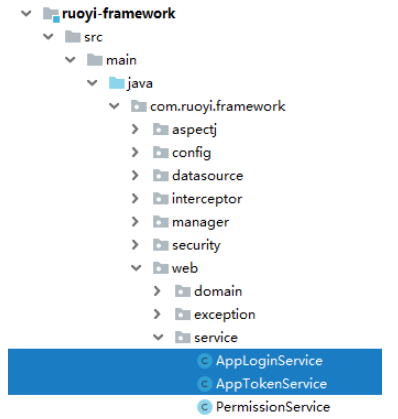 ruoyi-framework
src
main
java
com.ruoyi.framework
aspectj
config
datasource
interceptor
manager
security
web
domain
exception
service
AppLoginService
AppTokenService
PermissionService